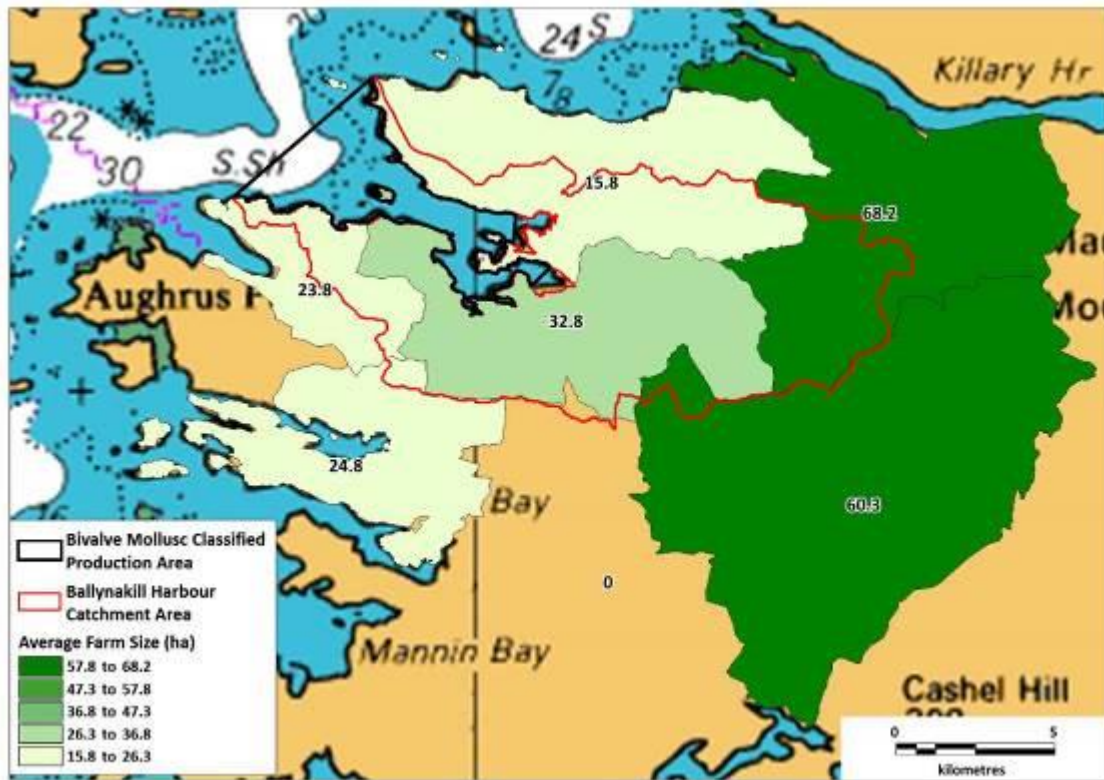 24 S
7
8
Killary Hr
22
30
S.Sh
15.8
68.2
Aughrus
23.8
32.8
24.8
Bay
60.3
0
Mannin Bay
Cashel Hill
Bivalve Mollusc Classified
Production Area
Ballynakill Harbour
Catchment Area
Average Farm Size (ha)
57.8 to 68.2
47.3 to 57.8
36.8 to 47.3
26.3 to 36.8
15.8 to 26.3
0 5
kilometres